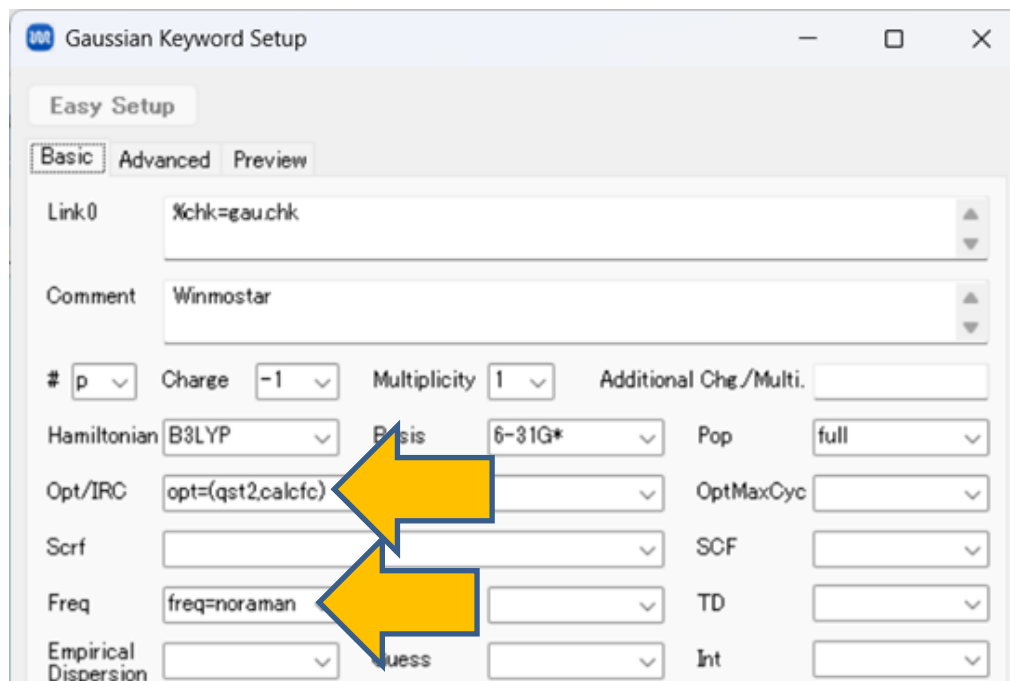 Gaussian Keyword Setup
Easy Setup
Basic Advanced Preview
Link0 %chk=gau.chk
Comment Winmostar
# p Charge -1 Multiplicity 1 Additional Chg./Multi.
Hamiltonian B3LYP Basis 6-31G* Pop full
Opt/IRC opt=(qst2,calcfc) OptMaxCyc
Scrf SCF
Freq freq=noraman TD
Empirical Guess Int
Dispersion